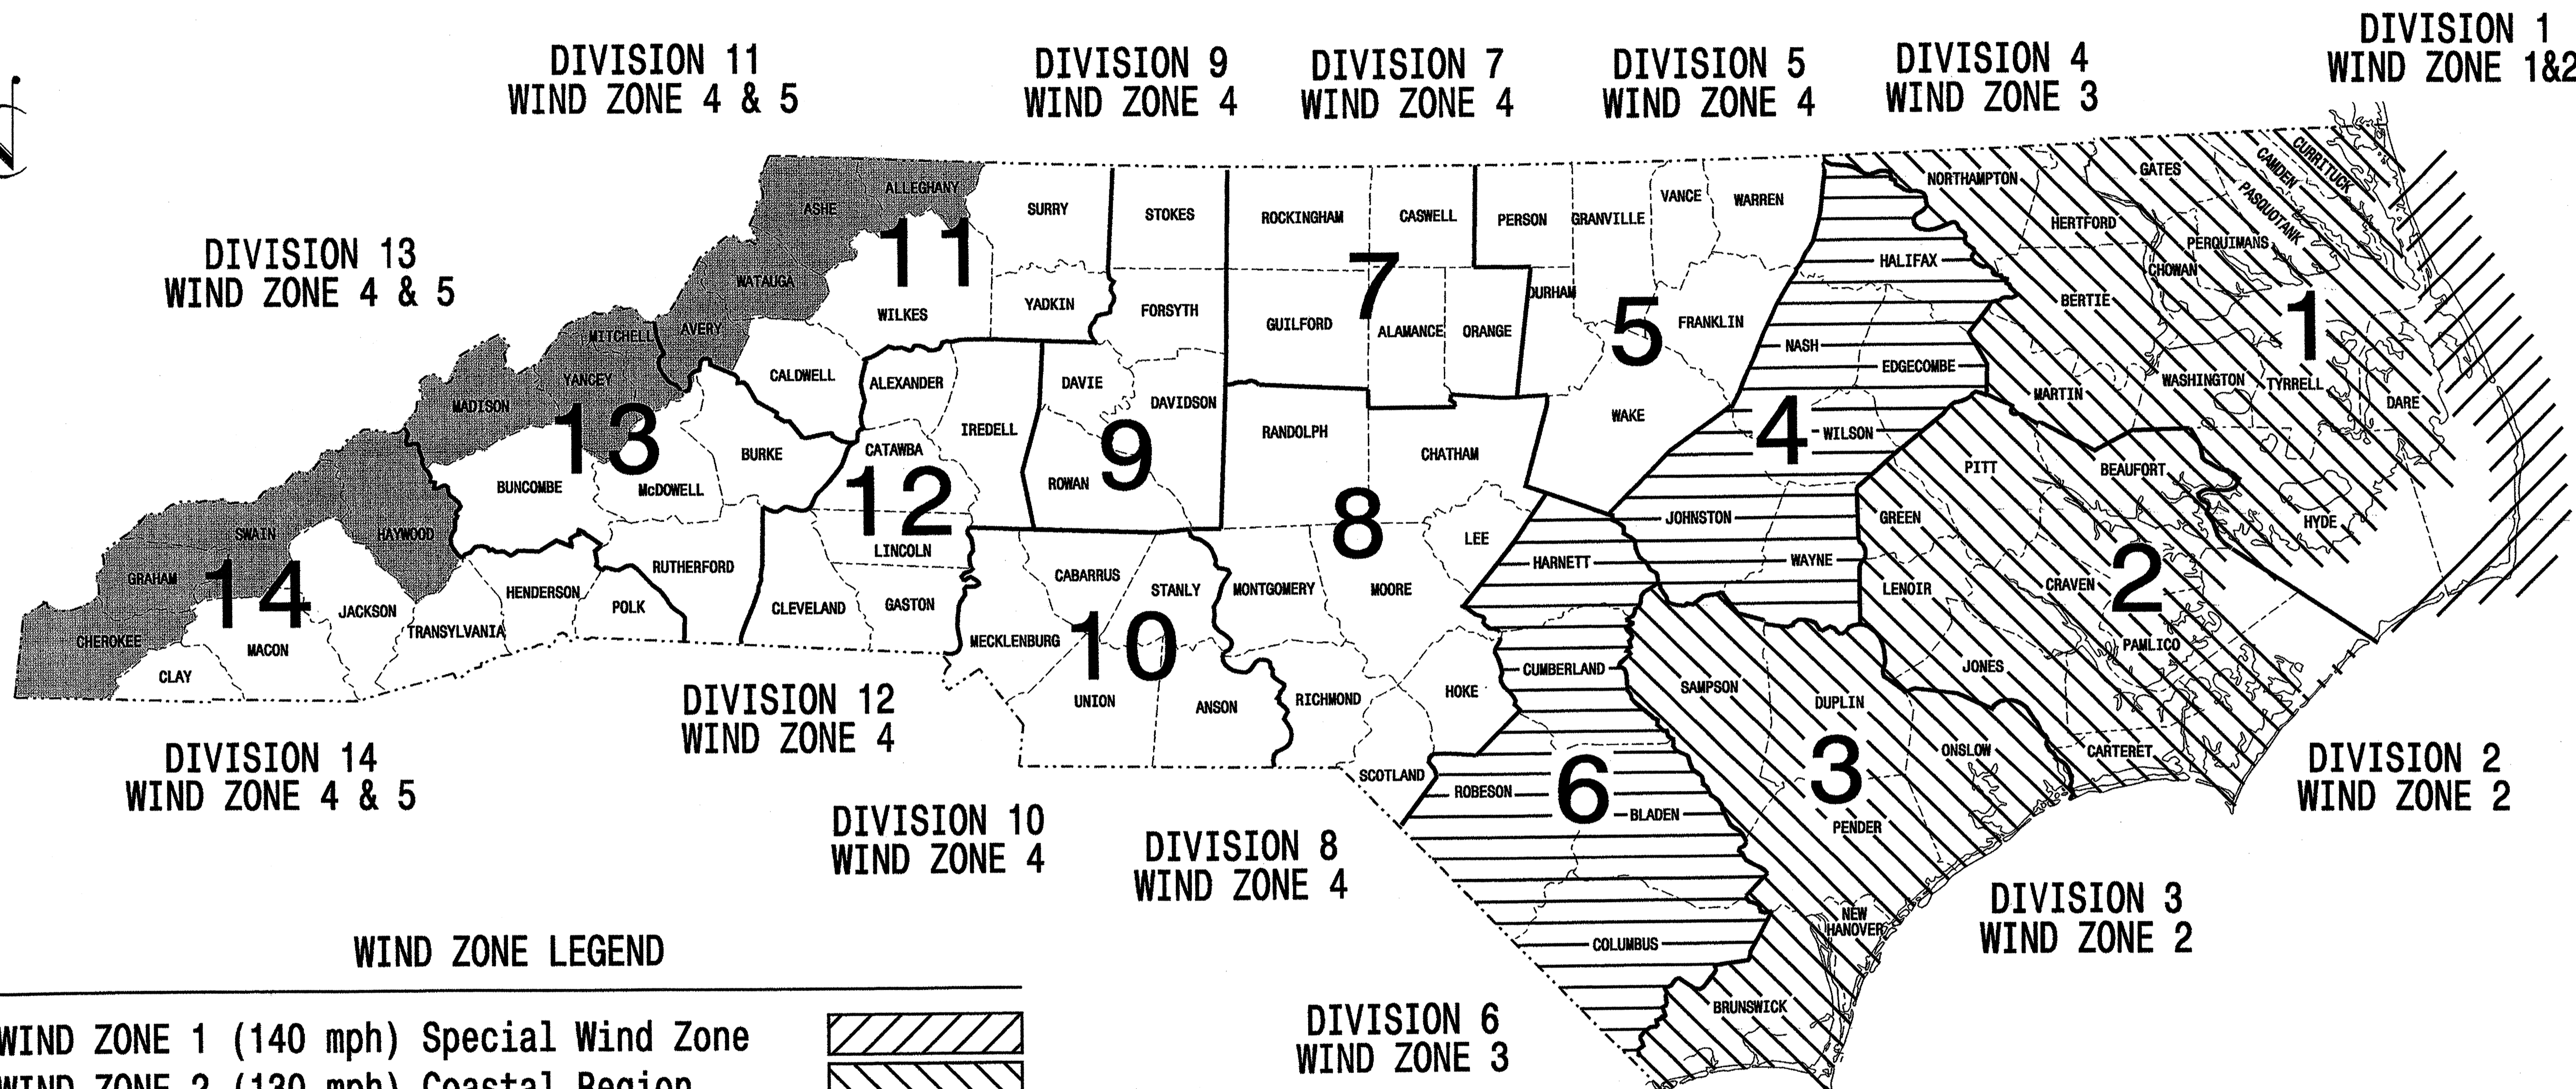 DIVISION 1
WIND ZONE 1&2
DIVISION 11
WIND ZONE 4 & 5
DIVISION 9
WIND ZONE 4
DIVISION 7
WIND ZONE 4
DIVISION 5
WIND ZONE 4
DIVISION 4
WIND ZONE 3
DIVISION 13
WIND ZONE 4 & 5
N
ALLEGHANY
ASHE
11
SURRY
STOKES
ROCKINGHAM
CASWELL
PERSON
GRANVILLE
VANCE
WARREN
NORTHAMPTON
GATES
CAMDEN
CURRITUCK
PASQUOTANK
HERTFORD
PERQUIMANS
CHOWAN
HALIFAX
BERTIE
1
WATAUGA
WILKES
YADKIN
FORSYTH
7
GUILFORD
ALAMANCE
ORANGE
DURHAM
5
FRANKLIN
NASH
EDGECOMBE
MARTIN
WASHINGTON
TYRRELL
DARE
MITCHELL
AVERY
YANCEY
MADISON
13
CALDWELL
ALEXANDER
DAVIE
DAVIDSON
IREDELL
RANDOLPH
CHATHAM
WAKE
4
WILSON
PITT
BEAUFORT
HYDE
BUNCOMBE
McDOWELL
BURKE
CATAWBA
12
LINCOLN
ROWAN
9
8
LEE
JOHNSTON
GREEN
2
SWAIN
HAYWOOD
GRAHAM
14
JACKSON
CHEROKEE
CLAY
MACON
TRANSYLVANIA
HENDERSON
POLK
RUTHERFORD
CLEVELAND
GASTON
MECKLENBURG
CABARRUS
STANLY
10
UNION
ANSON
MONTGOMERY
MOORE
RICHMOND
HOKE
SCOTLAND
HARNETT
WAYNE
LENOIR
CRAVEN
PAMLICO
JONES
CUMBERLAND
SAMPSON
DUPLIN
ONSLOW
CARTERET
3
6
ROBESON
BLADEN
PENDER
COLUMBUS
NEW
HANOVER
BRUNSWICK
DIVISION 14
WIND ZONE 4 & 5
DIVISION 12
WIND ZONE 4
DIVISION 10
WIND ZONE 4
DIVISION 8
WIND ZONE 4
DIVISION 2
WIND ZONE 2
DIVISION 3
WIND ZONE 2
DIVISION 6
WIND ZONE 3
WIND ZONE LEGEND
WIND ZONE 1 (140 mph) Special Wind Zone
WIND ZONE 2 (130 mph) Coastal Region